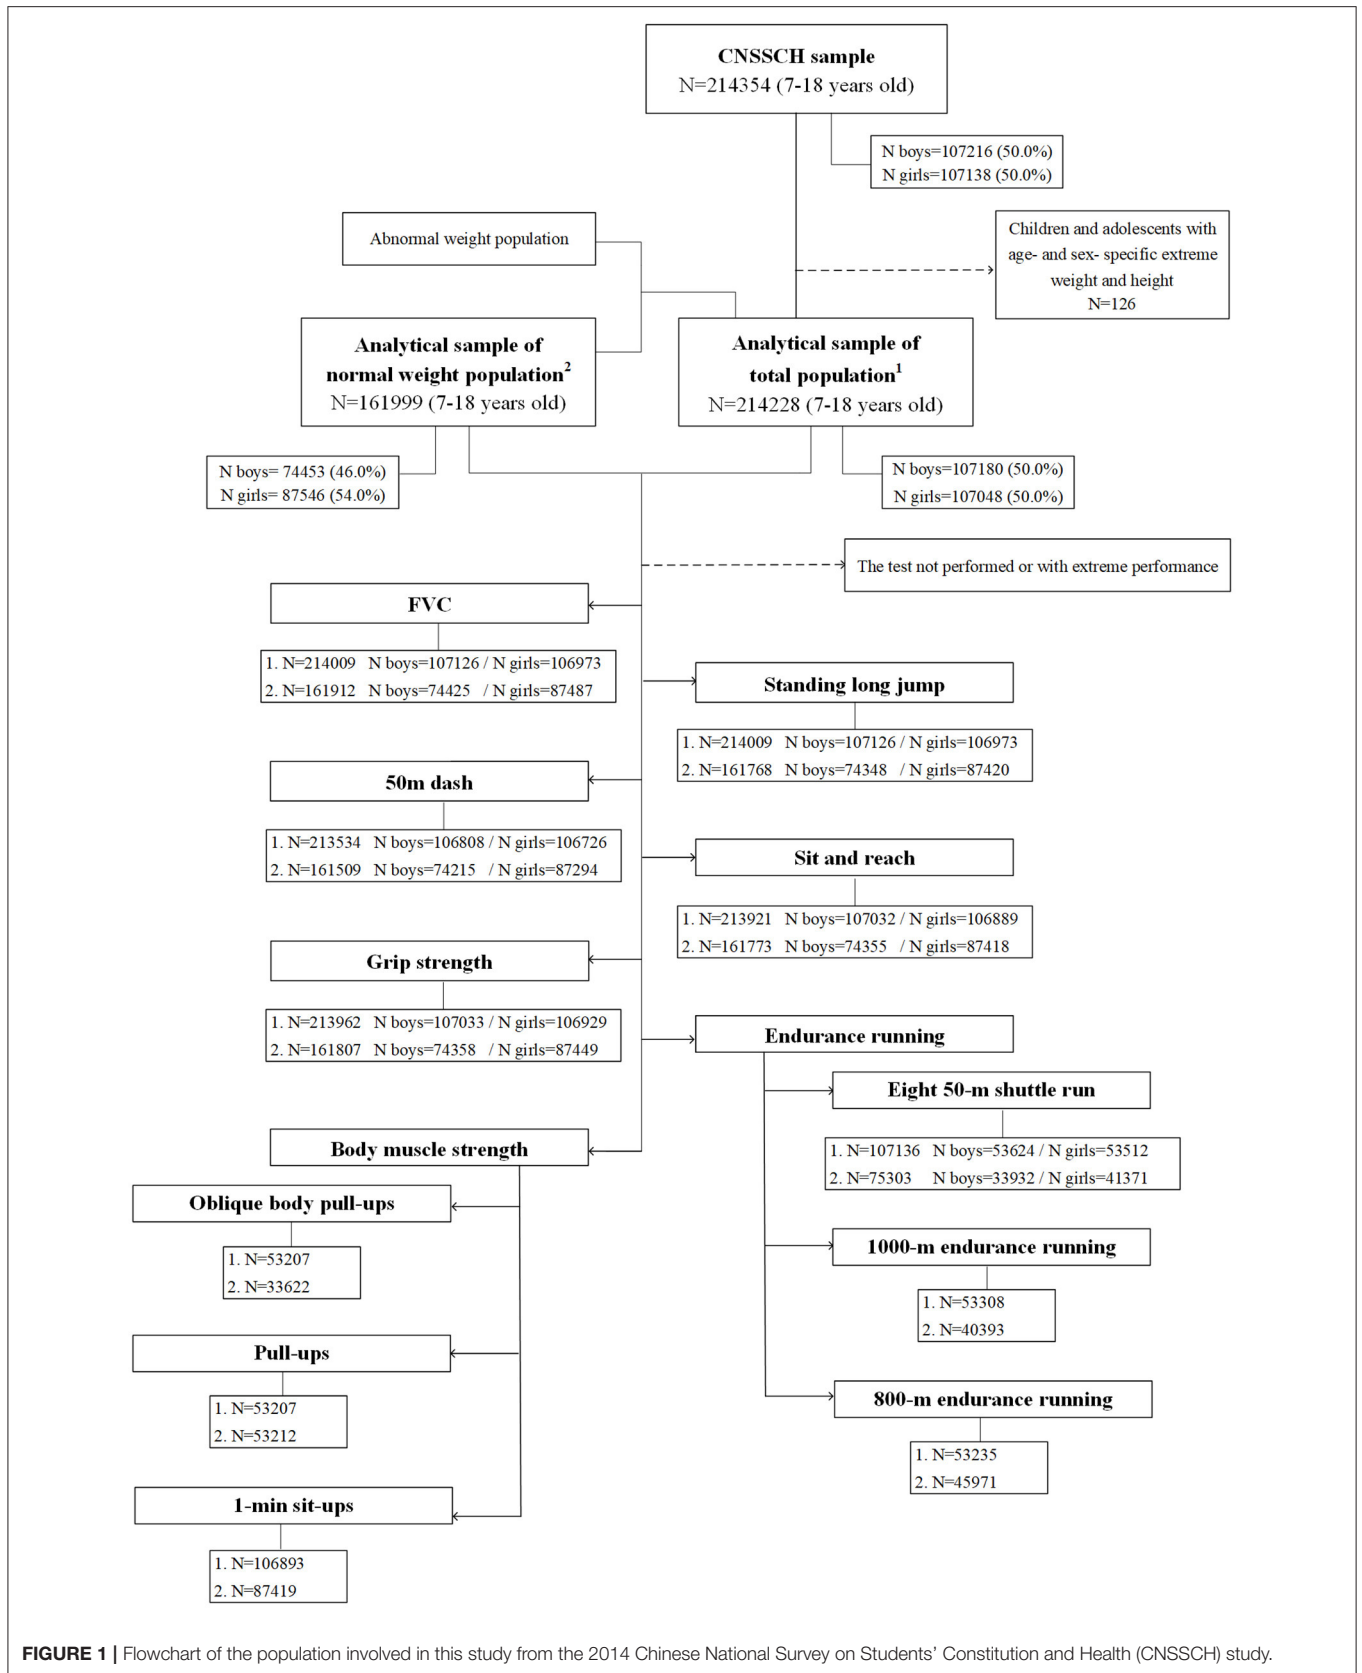 CNSSCH sample
N=214354 (7-18 years old)
N boys=107216 (50.0%)
N girls=107138 (50.0%)
Children and adolescents with
age- and sex- specific extreme
weight and height
N=126
Abnormal weight population
Analytical sample of
normal weight population2
N=161999 (7-18 years old)
Analytical sample of
total population1
N=214228 (7-18 years old)
N boys= 74453 (46.0%)
N girls= 87546 (54.0%)
N boys=107180 (50.0%)
N girls=107048 (50.0%)
The test not performed or with extreme performance
FVC
1. N=214009 N boys=107126 / N girls=106973
2. N=161912 N boys=74425 / N girls=87487
Standing long jump
1. N=214009 N boys=107126 / N girls=106973
2. N=161768 N boys=74348 / N girls=87420
50m dash
1. N=213534 N boys=106808 / N girls=106726
2. N=161509 N boys=74215 / N girls=87294
Sit and reach
1. N=213921 N boys=107032 / N girls=106889
2. N=161773 N boys=74355 / N girls=87418
Grip strength
1. N=213962 N boys=107033 / N girls=106929
2. N=161807 N boys=74358 / N girls=87449
Endurance running
Eight 50-m shuttle run
1. N=107136 N boys=53624 / N girls=53512
2. N=75303 N boys=33932 / N girls=41371
1000-m endurance running
1. N=53308
2. N=40393
800-m endurance running
1. N=53235
2. N=45971
Body muscle strength
Oblique body pull-ups
1. N=53207
2. N=33622
Pull-ups
1. N=53207
2. N=53212
1-min sit-ups
1. N=106893
2. N=87419
FIGURE 1 | Flowchart of the population involved in this study from the 2014 Chinese National Survey on Students' Constitution and Health (CNSSCH) study.